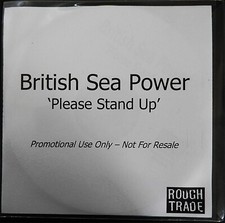 British Sea Power
'Please Stand Up'
Promotional Use Only – Not For Resale
ROUGH
TRADE